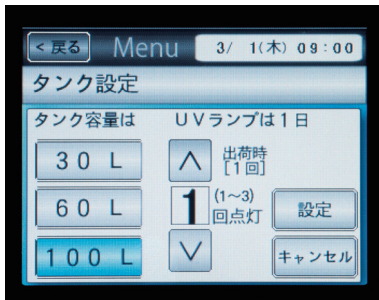 < 戻る Menu 3/ 1(木) 09:00
タンク設定
タンク容量は UVランプは1日
30 L
60 L
100 L
∧ 出荷時
[1回]
1 (1~3)
回点灯
∨
設定
キャンセル